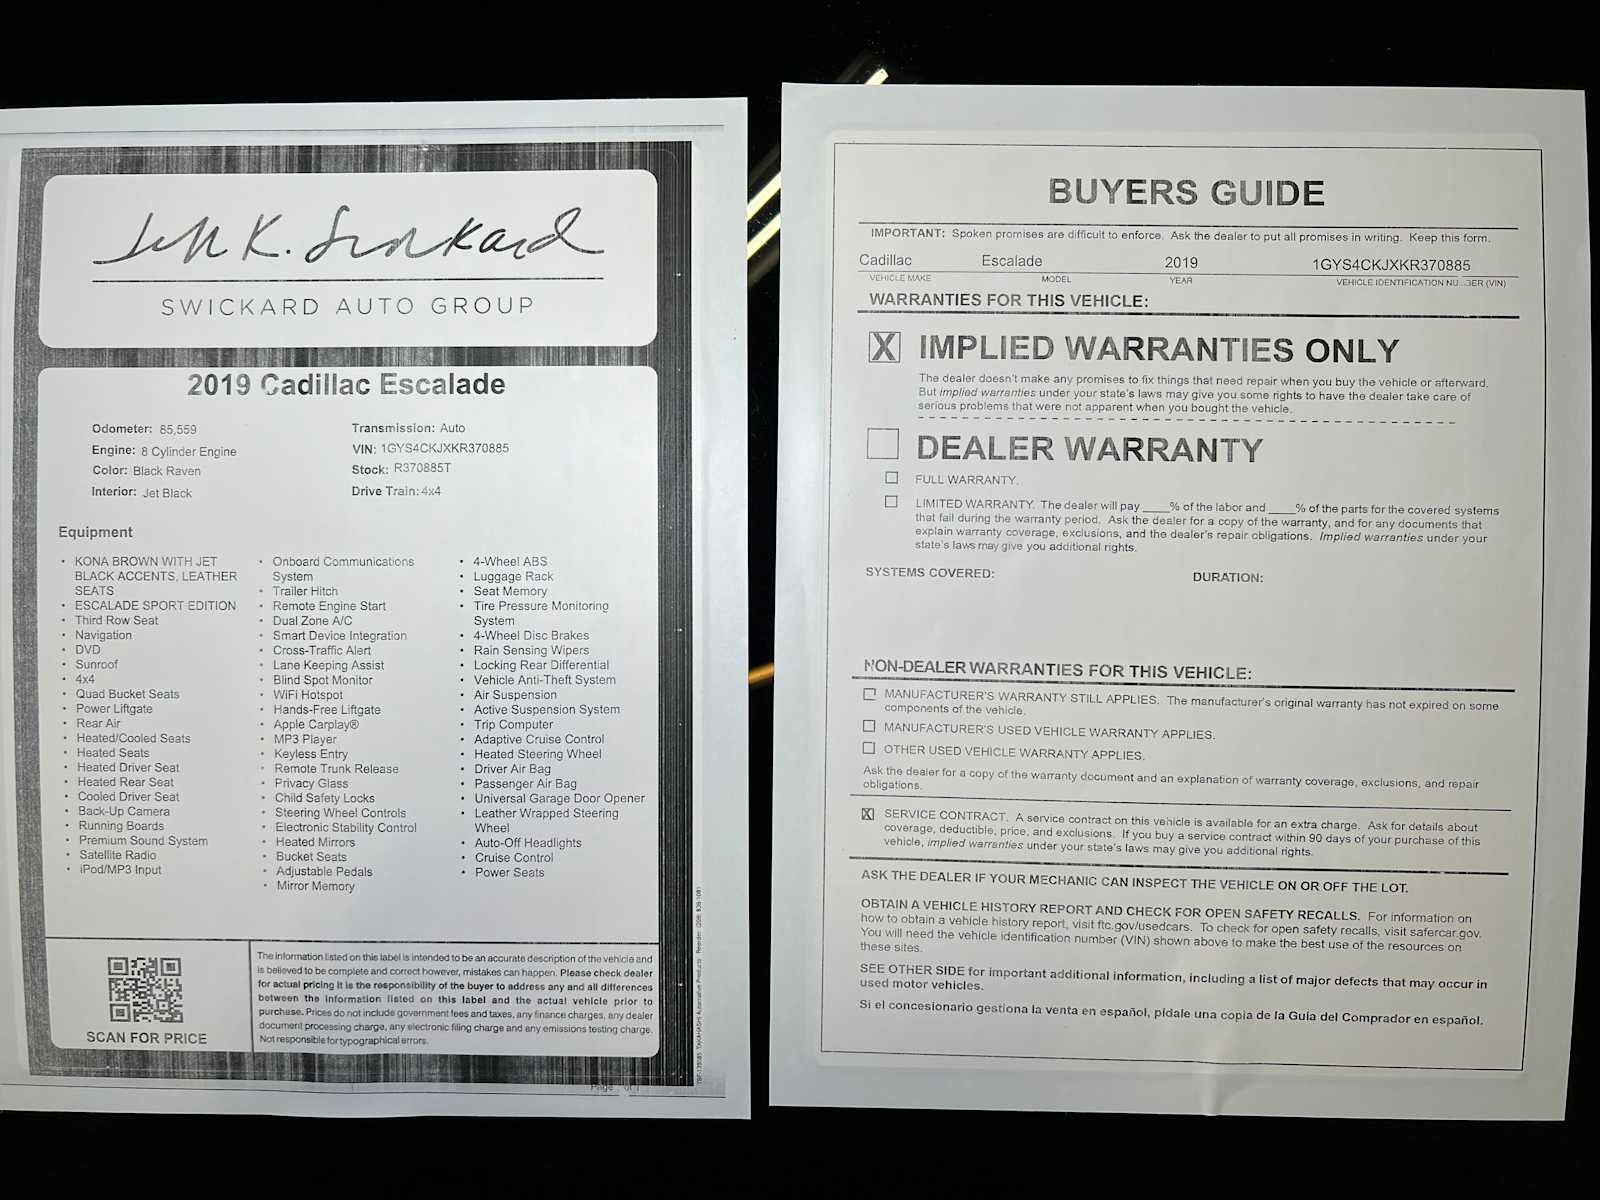 Jeff K. Swickard
SWICKARD AUTO GROUP
2019 Cadillac Escalade
Odometer: 85,559
Engine: 8 Cylinder Engine
Color: Black Raven
Interior: Jet Black
Transmission: Auto
VIN: 1GYS4CKJXKR370885
Stock: R370885T
Drive Train: 4x4
Equipment
• KONA BROWN WITH JET
BLACK ACCENTS, LEATHER
SEATS
• ESCALADE SPORT EDITION
• Third Row Seat
• Navigation
• DVD
• Sunroof
• 4x4
• Quad Bucket Seats
• Power Liftgate
• Rear Air
• Heated/Cooled Seats
• Heated Seats
• Heated Driver Seat
• Heated Rear Seat
• Cooled Driver Seat
• Back-Up Camera
• Running Boards
• Premium Sound System
• Satellite Radio
• iPod/MP3 Input
• Onboard Communications
System
• Trailer Hitch
• Remote Engine Start
• Dual Zone A/C
• Smart Device Integration
• Cross-Traffic Alert
• Lane Keeping Assist
• Blind Spot Monitor
• WiFi Hotspot
• Hands-Free Liftgate
• Apple Carplay®
• MP3 Player
• Keyless Entry
• Remote Trunk Release
• Privacy Glass
• Child Safety Locks
• Steering Wheel Controls
• Electronic Stability Control
• Heated Mirrors
• Bucket Seats
• Adjustable Pedals
• Mirror Memory
• 4-Wheel ABS
• Luggage Rack
• Seat Memory
• Tire Pressure Monitoring
System
• 4-Wheel Disc Brakes
• Rain Sensing Wipers
• Locking Rear Differential
• Vehicle Anti-Theft System
• Air Suspension
• Active Suspension System
• Trip Computer
• Adaptive Cruise Control
• Heated Steering Wheel
• Driver Air Bag
• Passenger Air Bag
• Universal Garage Door Opener
• Leather Wrapped Steering
Wheel
• Auto-Off Headlights
• Cruise Control
• Power Seats
SCAN FOR PRICE
The information listed on this label is intended to be an accurate description of the vehicle and
is believed to be complete and correct however, mistakes can happen. Please check dealer
for actual pricing it is the responsibility of the buyer to address any and all differences
between the information listed on this label and the actual vehicle prior to
purchase. Prices do not include government fees and taxes, any finance charges, any dealer
document processing charge, any electronic filing charge and any emissions testing charge.
Not responsible for typographical errors.
Page of 1
BUYERS GUIDE
IMPORTANT: Spoken promises are difficult to enforce. Ask the dealer to put all promises in writing. Keep this form.
Cadillac Escalade 2019 1GYS4CKJXKR370885
VEHICLE MAKE MODEL YEAR VEHICLE IDENTIFICATION (VIN)
WARRANTIES FOR THIS VEHICLE:
X IMPLIED WARRANTIES ONLY
The dealer doesn't make any promises to fix things that need repair when you buy the vehicle or afterward.
But implied warranties under your state's laws may give you some rights to have the dealer take care of
serious problems that were not apparent when you bought the vehicle.
DEALER WARRANTY
FULL WARRANTY.
LIMITED WARRANTY. The dealer will pay ____% of the labor and ____% of the parts for the covered systems
that fail during the warranty period. Ask the dealer for a copy of the warranty, and for any documents that
explain warranty coverage, exclusions, and the dealer's repair obligations. Implied warranties under your
state's laws may give you additional rights.
SYSTEMS COVERED: DURATION:
NON-DEALER WARRANTIES FOR THIS VEHICLE:
MANUFACTURER'S WARRANTY STILL APPLIES. The manufacturer's original warranty has not expired on some
components of the vehicle.
MANUFACTURER'S USED VEHICLE WARRANTY APPLIES.
OTHER USED VEHICLE WARRANTY APPLIES.
Ask the dealer for a copy of the warranty document and an explanation of warranty coverage, exclusions, and repair
obligations.
X SERVICE CONTRACT. A service contract on this vehicle is available for an extra charge. Ask for details about
coverage, deductible, price, and exclusions. If you buy a service contract within 90 days of your purchase of this
vehicle, implied warranties under your state's laws may give you additional rights.
ASK THE DEALER IF YOUR MECHANIC CAN INSPECT THE VEHICLE ON OR OFF THE LOT.
OBTAIN A VEHICLE HISTORY REPORT AND CHECK FOR OPEN SAFETY RECALLS. For information on
how to obtain a vehicle history report, visit ftc.gov/usedcars. To check for open safety recalls, visit safercar.gov.
You will need the vehicle identification number (VIN) shown above to make the best use of the resources on
these sites.
SEE OTHER SIDE for important additional information, including a list of major defects that may occur in
used motor vehicles.
Si el concesionario gestiona la venta en español, pídale una copia de la Guía del Comprador en español.